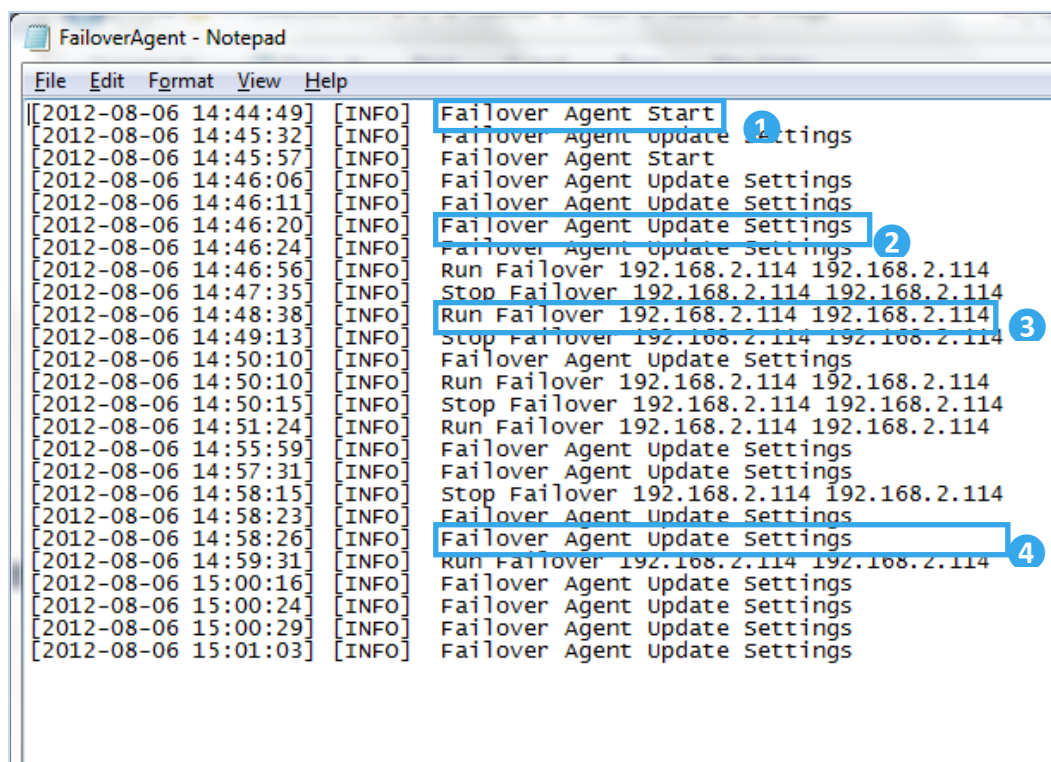 FailoverAgent - Notepad
File Edit Format View Help
[2012-08-06 14:44:49] [INFO] Failover Agent Start
1
[2012-08-06 14:45:32] [INFO] Failover Agent Update Settings
[2012-08-06 14:45:57] [INFO] Failover Agent Start
[2012-08-06 14:46:06] [INFO] Failover Agent Update Settings
[2012-08-06 14:46:11] [INFO] Failover Agent Update Settings
[2012-08-06 14:46:20] [INFO] Failover Agent Update Settings
2
[2012-08-06 14:46:24] [INFO] Failover Agent Update Settings
[2012-08-06 14:46:56] [INFO] Run Failover 192.168.2.114 192.168.2.114
[2012-08-06 14:47:35] [INFO] Stop Failover 192.168.2.114 192.168.2.114
[2012-08-06 14:48:38] [INFO] Run Failover 192.168.2.114 192.168.2.114
3
[2012-08-06 14:49:13] [INFO] Stop Failover 192.168.2.114 192.168.2.114
[2012-08-06 14:50:10] [INFO] Failover Agent Update Settings
[2012-08-06 14:50:10] [INFO] Run Failover 192.168.2.114 192.168.2.114
[2012-08-06 14:50:15] [INFO] Stop Failover 192.168.2.114 192.168.2.114
[2012-08-06 14:51:24] [INFO] Run Failover 192.168.2.114 192.168.2.114
[2012-08-06 14:55:59] [INFO] Failover Agent Update Settings
[2012-08-06 14:57:31] [INFO] Failover Agent Update Settings
[2012-08-06 14:58:15] [INFO] Stop Failover 192.168.2.114 192.168.2.114
[2012-08-06 14:58:23] [INFO] Failover Agent Update Settings
[2012-08-06 14:58:26] [INFO] Failover Agent Update Settings
4
[2012-08-06 14:59:31] [INFO] Run Failover 192.168.2.114 192.168.2.114
[2012-08-06 15:00:16] [INFO] Failover Agent Update Settings
[2012-08-06 15:00:24] [INFO] Failover Agent Update Settings
[2012-08-06 15:00:29] [INFO] Failover Agent Update Settings
[2012-08-06 15:01:03] [INFO] Failover Agent Update Settings